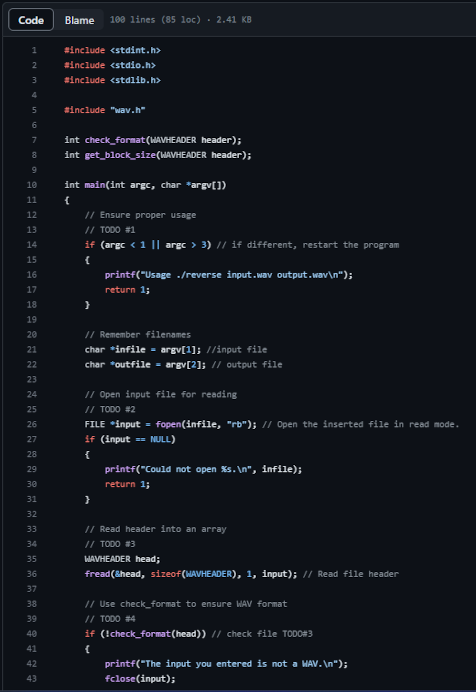 Code Blame 100 lines (85 loc) · 2.41 KB
1 #include <stdint.h>
2 #include <stdio.h>
3 #include <stdlib.h>
4
5 #include "wav.h"
6
7 int check_format(WAVHEADER header);
8 int get_block_size(WAVHEADER header);
9
10 int main(int argc, char *argv[])
11 {
12 // Ensure proper usage
13 // TODO #1
14 if (argc < 1 || argc > 3) // if different, restart the program
15 {
16 printf("Usage ./reverse input.wav output.wav\n");
17 return 1;
18 }
19
20 // Remember filenames
21 char *infile = argv[1]; //input file
22 char *outfile = argv[2]; // output file
23
24 // Open input file for reading
25 // TODO #2
26 FILE *input = fopen(infile, "rb"); // Open the inserted file in read mode.
27 if (input == NULL)
28 {
29 printf("Could not open %s.\n", infile);
30 return 1;
31 }
32
33 // Read header into an array
34 // TODO #3
35 WAVHEADER head;
36 fread(&head, sizeof(WAVHEADER), 1, input); // Read file header
37
38 // Use check_format to ensure WAV format
39 // TODO #4
40 if (!check_format(head)) // check file TODO#3
41 {
42 printf("The input you entered is not a WAV.\n");
43 fclose(input);